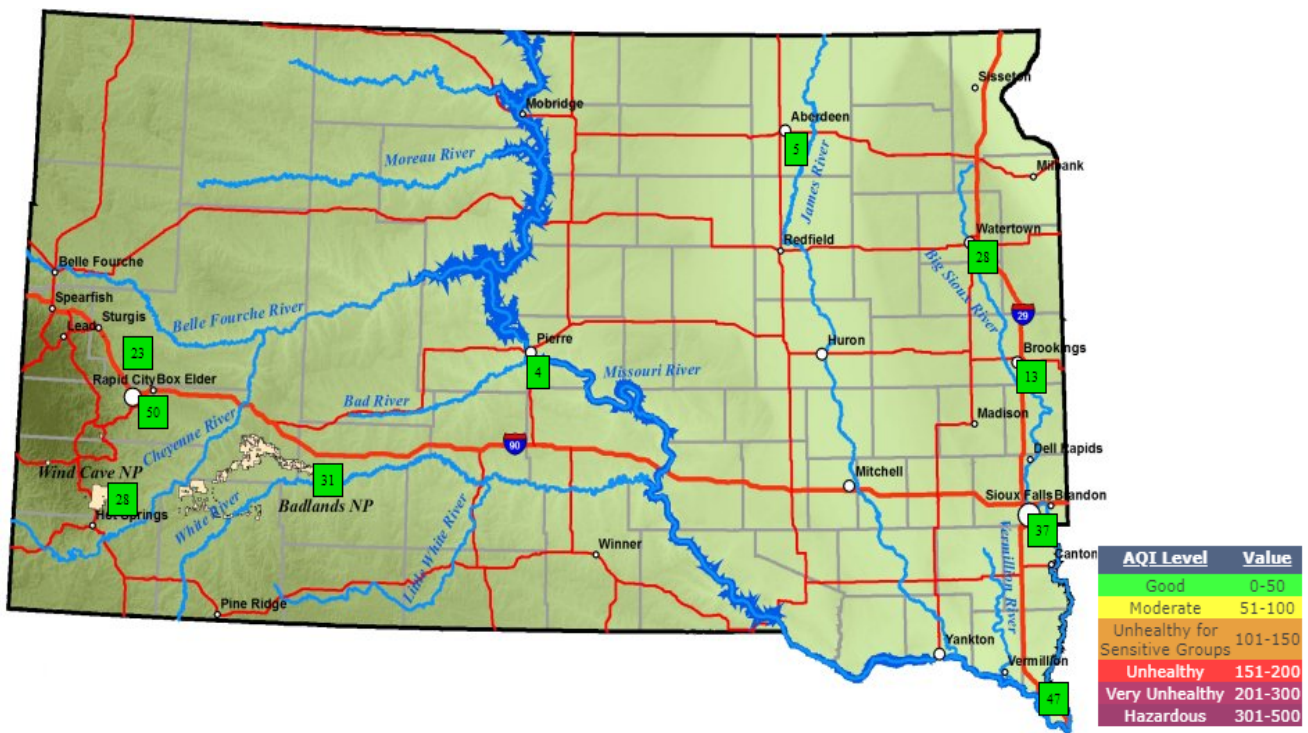 Sisseton
Mobridge
Aberdeen
5
Moreau River
James River
Milbank
Watertown
28
Redfield
Big Sioux River
Belle Fourche
Spearfish
Lead
Sturgis
Belle Fourche River
29
23
Pierre
4
Huron
Brookings
13
Rapid City
Box Elder
50
Missouri River
Bad River
Cheyenne River
Madison
90
Dell Rapids
Wind Cave NP
28
31
Badlands NP
Mitchell
Hot Springs
White River
Little White River
Sioux Falls
Brandon
37
Vermillion River
Canton
Winner
Pine Ridge
Yankton
Vermillion
47
AQI Level Value
Good 0-50
Moderate 51-100
Unhealthy for
Sensitive Groups 101-150
Unhealthy 151-200
Very Unhealthy 201-300
Hazardous 301-500